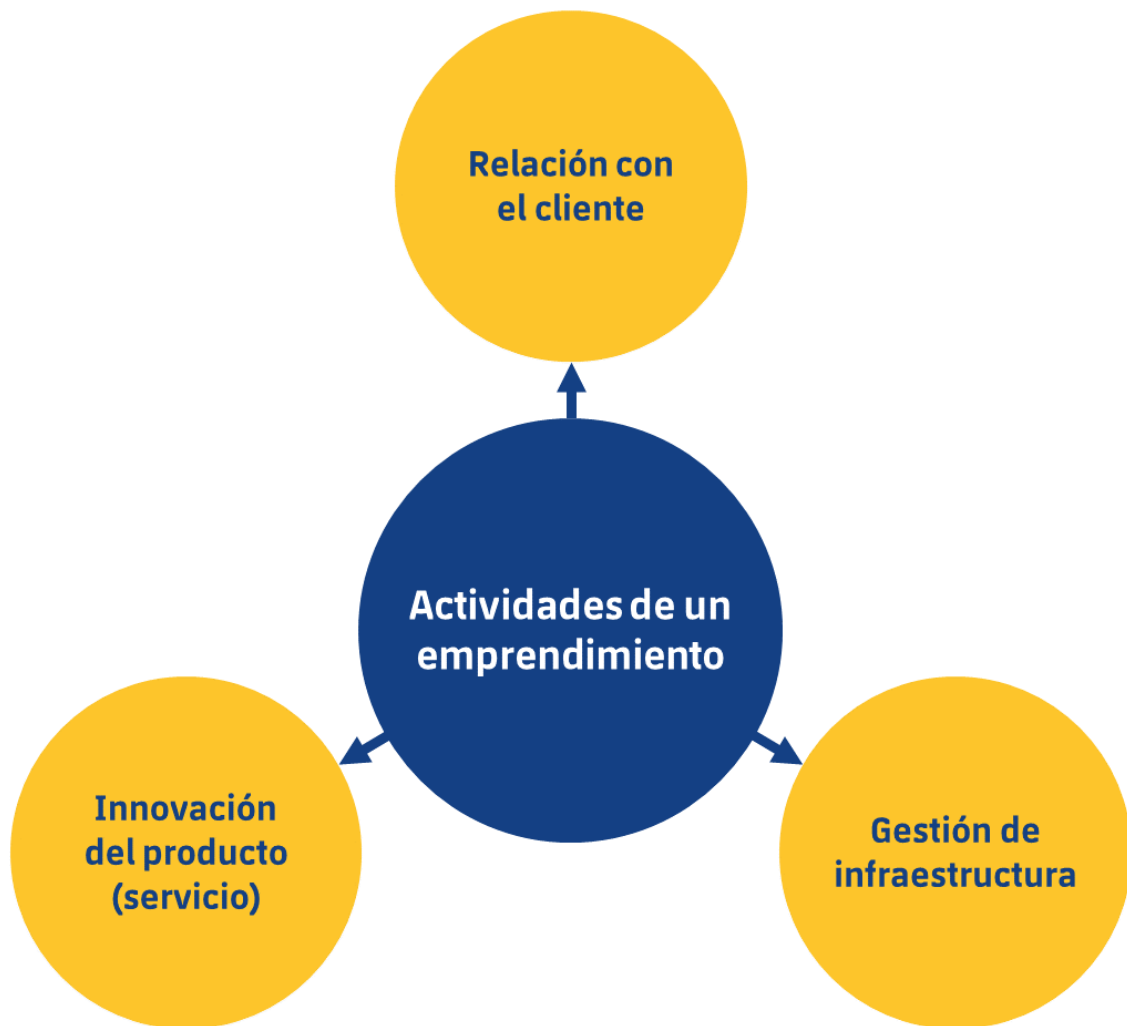 Relación con
el cliente
Actividades de un
emprendimiento
Innovación
del producto
(servicio)
Gestión de
infraestructura